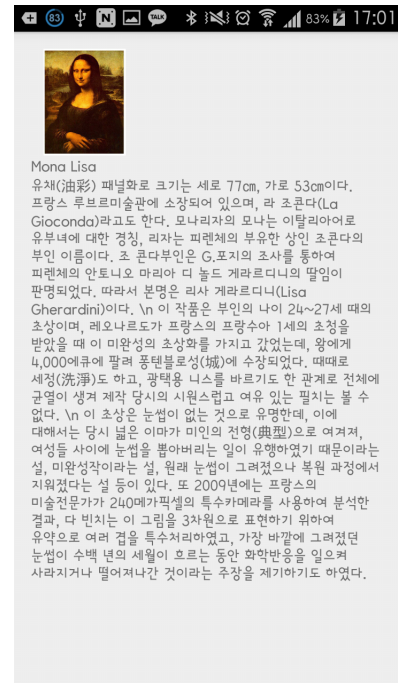 83 N TALK 83% 17:01
Mona Lisa
유채(油彩) 패널화로 크기는 세로 77㎝, 가로 53㎝이다.
프랑스 루브르미술관에 소장되어 있으며, 라 조콘다(La
Gioconda)라고도 한다. 모나리자의 모나는 이탈리아어로
유부녀에 대한 경칭, 리자는 피렌체의 부유한 상인 조콘다의
부인 이름이다. 조 콘다부인은 G.포지의 조사를 통하여
피렌체의 안토니오 마리아 디 놀드 게라르디니의 딸임이
판명되었다. 따라서 본명은 리사 게라르디니(Lisa
Gherardini)이다. \n 이 작품은 부인의 나이 24~27세 때의
초상이며, 레오나르도가 프랑스의 프랑수아 1세의 초청을
받았을 때 이 미완성의 초상화를 가지고 갔었는데, 왕에게
4,000에큐에 팔려 퐁텐블로성(城)에 수장되었다. 때때로
세정(洗淨)도 하고, 광택용 니스를 바르기도 한 관계로 전체에
균열이 생겨 제작 당시의 시원스럽고 여유 있는 필치는 볼 수
없다. \n 이 초상은 눈썹이 없는 것으로 유명한데, 이에
대해서는 당시 넓은 이마가 미인의 전형(典型)으로 여겨져,
여성들 사이에 눈썹을 뽑아버리는 일이 유행하였기 때문이라는
설, 미완성작이라는 설, 원래 눈썹이 그려졌으나 복원 과정에서
지워졌다는 설 등이 있다. 또 2009년에는 프랑스의
미술전문가가 240메가픽셀의 특수카메라를 사용하여 분석한
결과, 다 빈치는 이 그림을 3차원으로 표현하기 위하여
유약으로 여러 겹을 특수처리하였고, 가장 바깥에 그려졌던
눈썹이 수백 년의 세월이 흐르는 동안 화학반응을 일으켜
사라지거나 떨어져나간 것이라는 주장을 제기하기도 하였다.